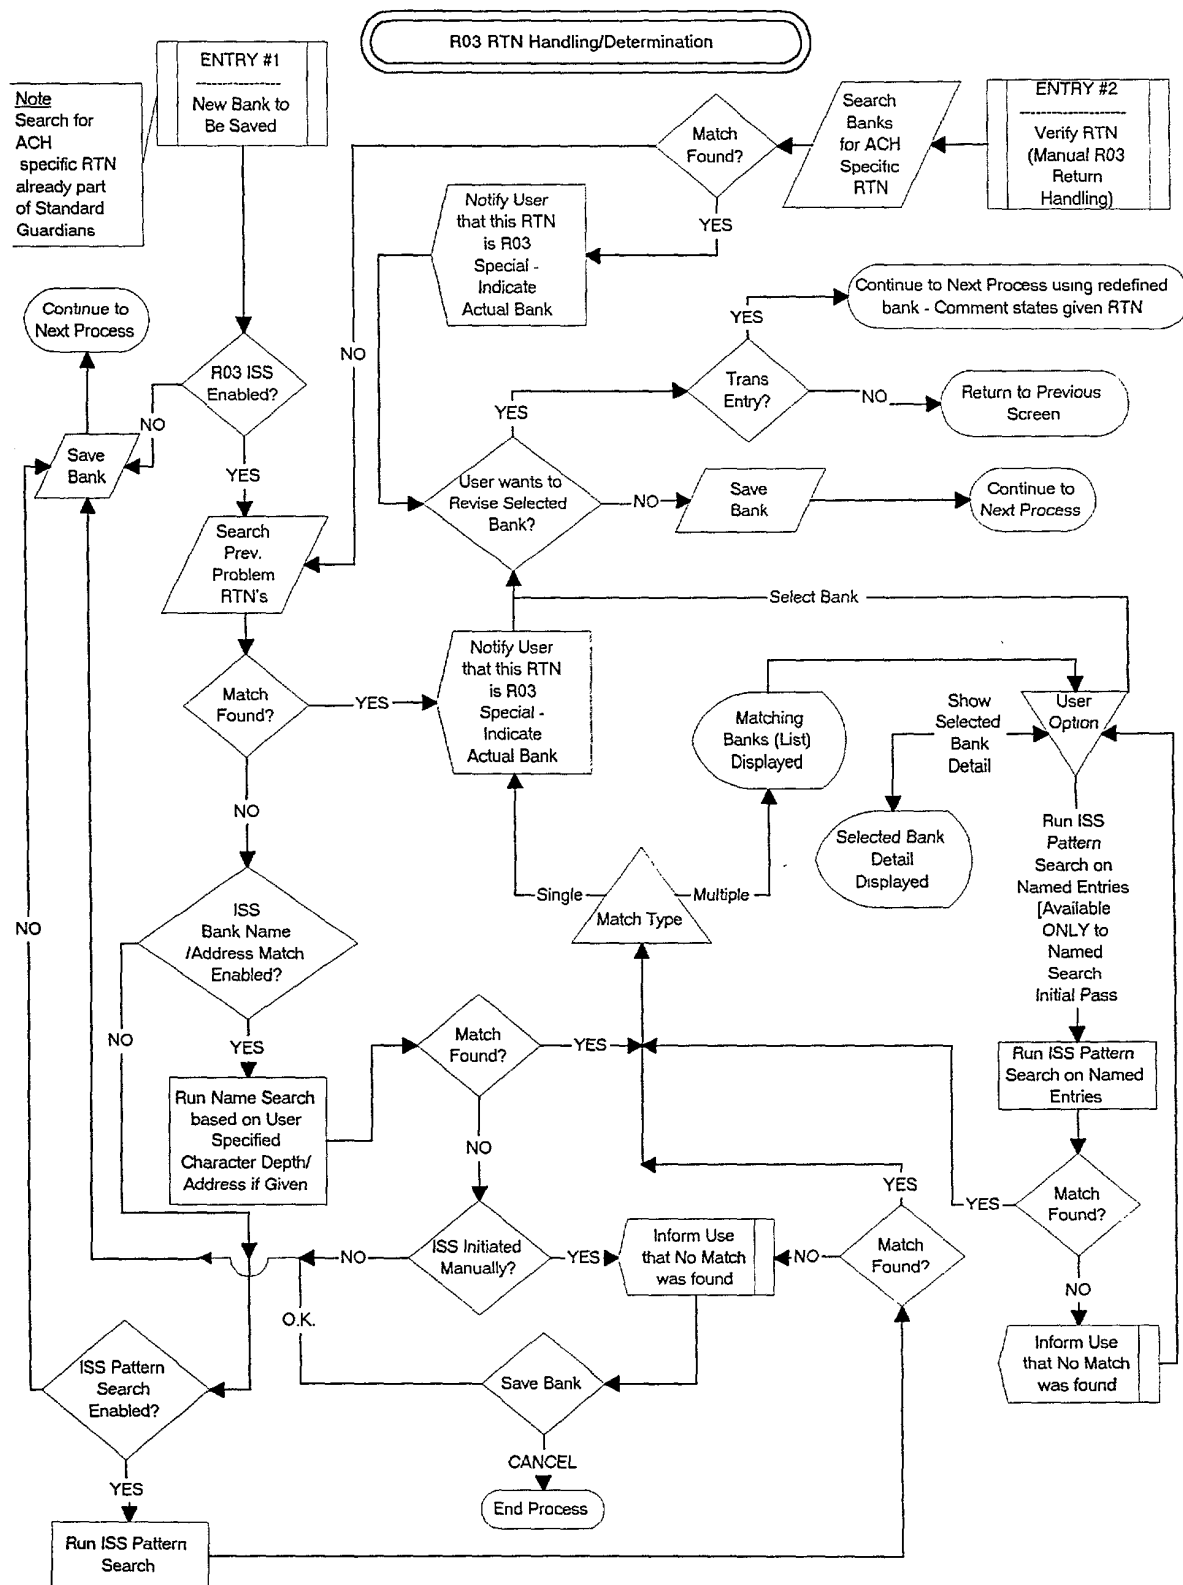 R03 RTN Handling/Determination
ENTRY #1
New Bank to
Be Saved
Note
Search for
ACH
specific RTN
already part
of Standard
Guardians
ENTRY #2
Verify RTN
(Manual R03
Return
Handling)
Search
Banks
for ACH
Specific
RTN
Match
Found?
YES
NO
Notify User
that this RTN
is R03
Special -
Indicate
Actual Bank
Continue to
Next Process
R03 ISS
Enabled?
NO
YES
Save
Bank
Continue to Next Process using redefined
bank - Comment states given RTN
YES
Trans
Entry?
NO
Return to Previous
Screen
YES
User wants to
Revise Selected
Bank?
NO
Save
Bank
Continue to
Next Process
Search
Prev.
Problem
RTN's
Select Bank
Match
Found?
YES
NO
Notify User
that this RTN
is R03
Special -
Indicate
Actual Bank
Matching
Banks (List)
Displayed
Show
Selected
Bank
Detail
User
Option
Selected Bank
Detail
Displayed
Run ISS
Pattern
Search on
Named Entries
[Available
ONLY to
Named
Search
Initial Pass
Single
Multiple
Match Type
NO
ISS
Bank Name
/Address Match
Enabled?
NO
YES
Match
Found?
YES
NO
Run Name Search
based on User
Specified
Character Depth/
Address if Given
Run ISS Pattern
Search on Named
Entries
Match
Found?
YES
NO
YES
Match
Found?
NO
ISS Initiated
Manually?
NO
YES
Inform Use
that No Match
was found
O.K.
Save Bank
CANCEL
End Process
Inform Use
that No Match
was found
ISS Pattern
Search
Enabled?
YES
Run ISS Pattern
Search